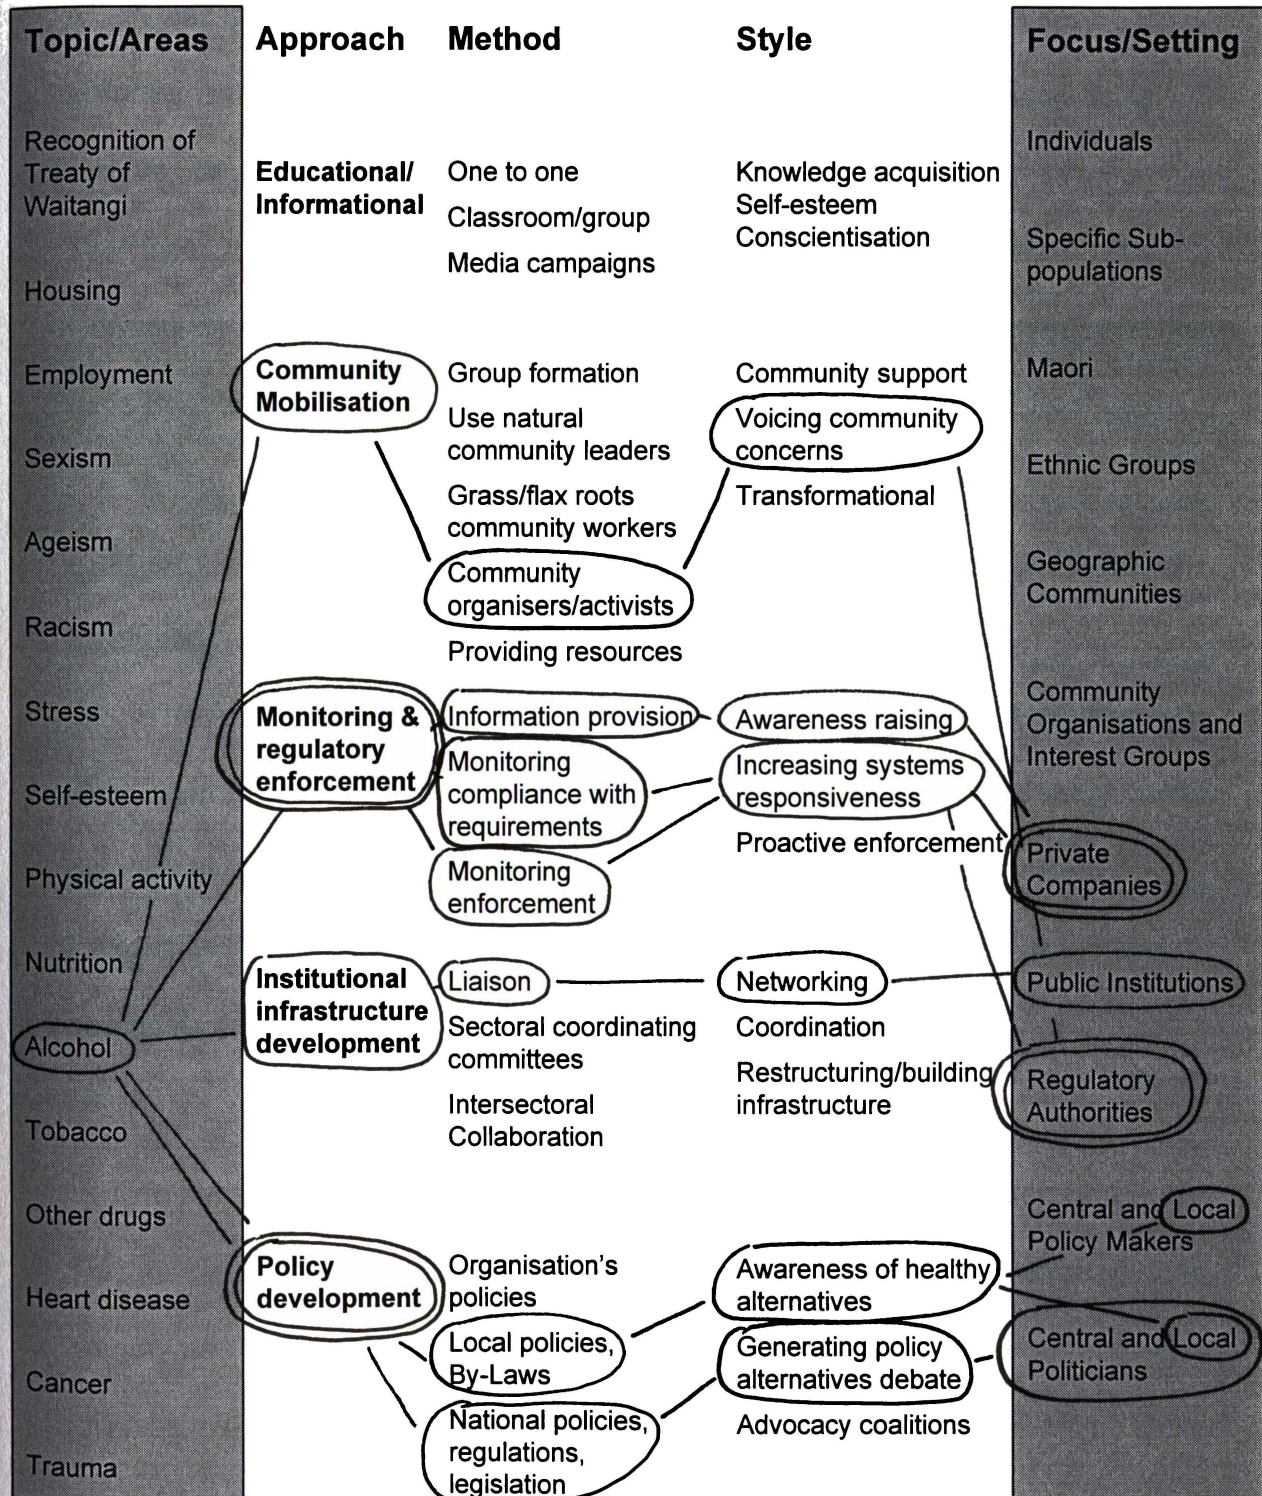 Topic/Areas
Approach
Method
Style
Focus/Setting
Recognition of
Treaty of
Waitangi
Housing
Employment
Sexism
Ageism
Racism
Stress
Self-esteem
Physical activity
Nutrition
Alcohol
Tobacco
Other drugs
Heart disease
Cancer
Trauma
Educational/
Informational
One to one
Classroom/group
Media campaigns
Knowledge acquisition
Self-esteem
Conscientisation
Community
Mobilisation
Group formation
Use natural
community leaders
Grass/flax roots
community workers
Community
organisers/activists
Providing resources
Community support
Voicing community
concerns
Transformational
Monitoring &
regulatory
enforcement
Information provision
Monitoring
compliance with
requirements
Monitoring
enforcement
Awareness raising
Increasing systems
responsiveness
Proactive enforcement
Institutional
infrastructure
development
Liaison
Sectoral coordinating
committees
Intersectoral
Collaboration
Networking
Coordination
Restructuring/building
infrastructure
Policy
development
Organisation's
policies
Local policies,
By-Laws
National policies,
regulations,
legislation
Awareness of healthy
alternatives
Generating policy
alternatives debate
Advocacy coalitions
Individuals
Specific Sub-
populations
Maori
Ethnic Groups
Geographic
Communities
Community
Organisations and
Interest Groups
Private
Companies
Public Institutions
Regulatory
Authorities
Central and Local
Policy Makers
Central and Local
Politicians